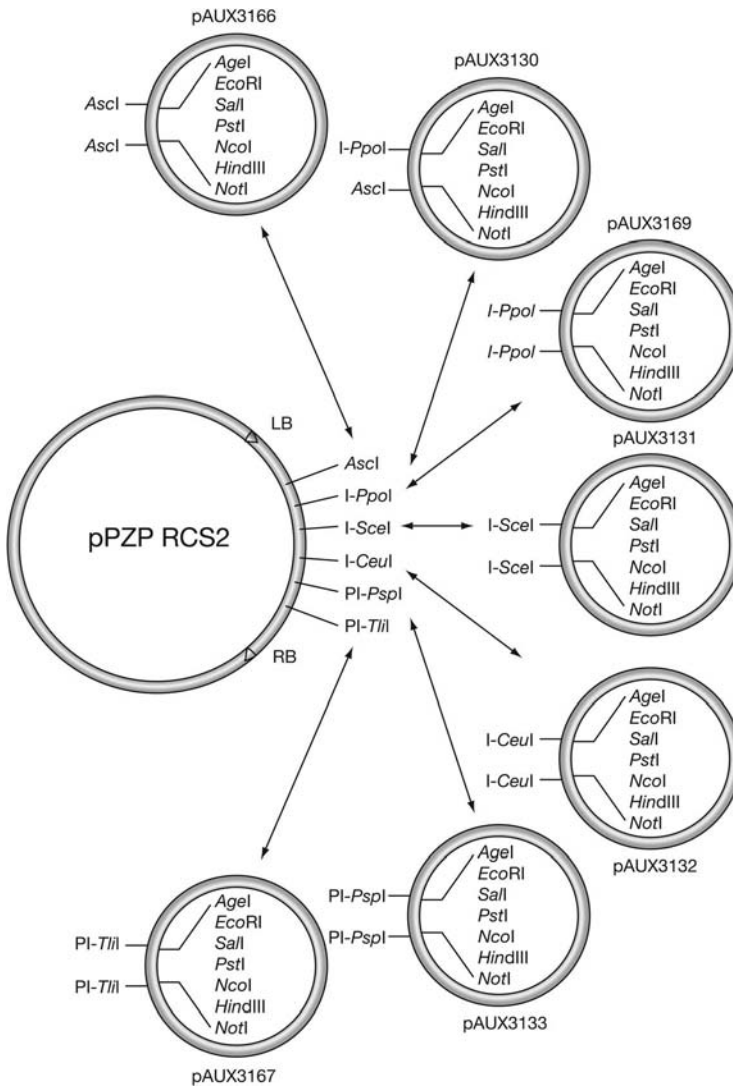 pAUX3166
AscI
AscI
AgeI
EcoRI
SalI
PstI
NcoI
HindIII
NotI
pAUX3130
I-PpoI
AscI
AgeI
EcoRI
SalI
PstI
NcoI
HindIII
NotI
pAUX3169
I-PpoI
I-PpoI
AgeI
EcoRI
SalI
PstI
NcoI
HindIII
NotI
pPZP RCS2
LB
AscI
I-PpoI
I-SceI
I-CeuI
PI-PspI
PI-TliI
RB
pAUX3131
I-SceI
I-SceI
AgeI
EcoRI
SalI
PstI
NcoI
HindIII
NotI
I-CeuI
I-CeuI
AgeI
EcoRI
SalI
PstI
NcoI
HindIII
NotI
pAUX3132
PI-PspI
PI-PspI
AgeI
EcoRI
SalI
PstI
NcoI
HindIII
NotI
pAUX3133
PI-TliI
PI-TliI
AgeI
EcoRI
SalI
PstI
NcoI
HindIII
NotI
pAUX3167